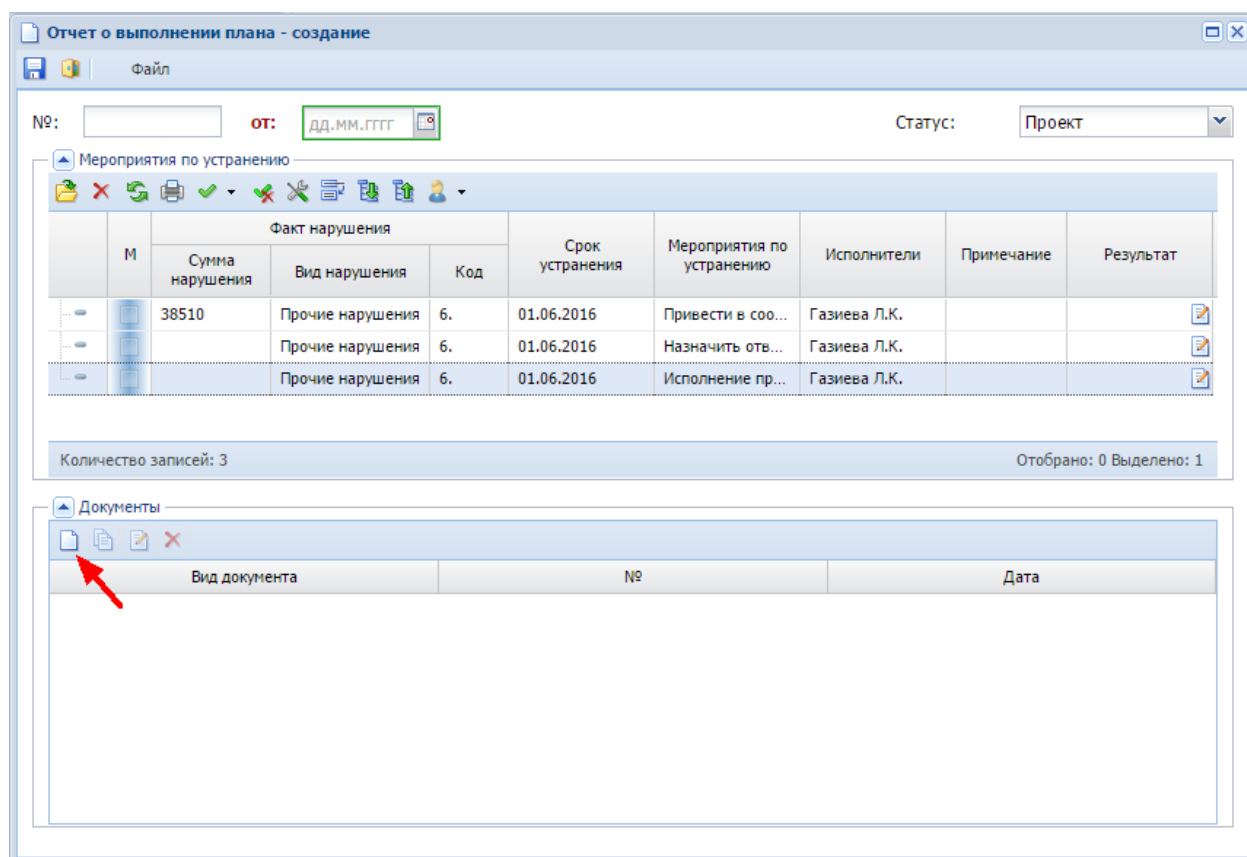 Отчет о выполнении плана - создание
Файл
№: от: дд.мм.гггг Статус: Проект
Мероприятия по устранению
М Факт нарушения Срок устранения Мероприятия по устранению Исполнители Примечание Результат
Сумма нарушения Вид нарушения Код
38510 Прочие нарушения 6. 01.06.2016 Привести в соо... Газиева Л.К.
Прочие нарушения 6. 01.06.2016 Назначить отв... Газиева Л.К.
Прочие нарушения 6. 01.06.2016 Исполнение пр... Газиева Л.К.
Количество записей: 3 Отобрано: 0 Выделено: 1
Документы
Вид документа № Дата